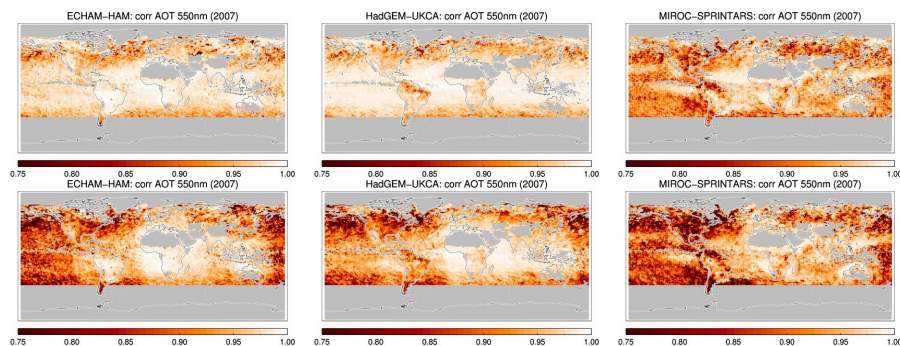 ECHAM-HAM: corr AOT 550nm (2007) HadGEM-UKCA: corr AOT 550nm (2007) MIROC-SPRINTARS: corr AOT 550nm (2007)
0.75 0.80 0.85 0.90 0.95 1.00 0.75 0.80 0.85 0.90 0.95 1.00 0.75 0.80 0.85 0.90 0.95 1.00
ECHAM-HAM: corr AOT 550nm (2007) HadGEM-UKCA: corr AOT 550nm (2007) MIROC-SPRINTARS: corr AOT 550nm (2007)
0.75 0.80 0.85 0.90 0.95 1.00 0.75 0.80 0.85 0.90 0.95 1.00 0.75 0.80 0.85 0.90 0.95 1.00